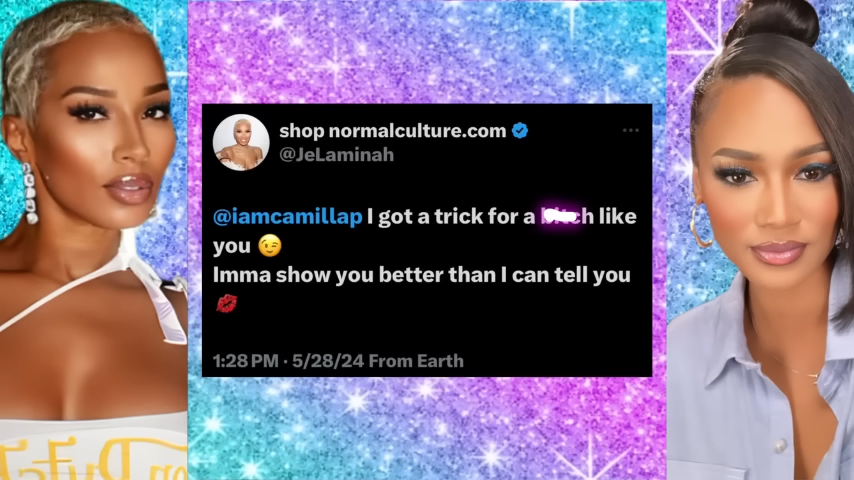 shop normalculture.com
@JeLaminah
@iamcamillap I got a trick for a b tch like
you 😉
Imma show you better than I can tell you
💋
1:28 PM · 5/28/24 From Earth